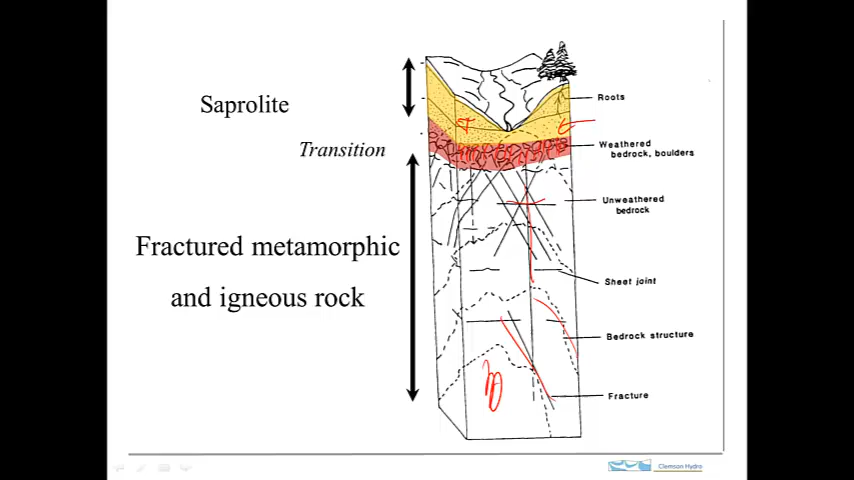 Saprolite
Transition
Fractured metamorphic
and igneous rock
Roots
Weathered
bedrock, boulders
Unweathered
bedrock
Sheet joint
Bedrock structure
Fracture
Clemson Hydro